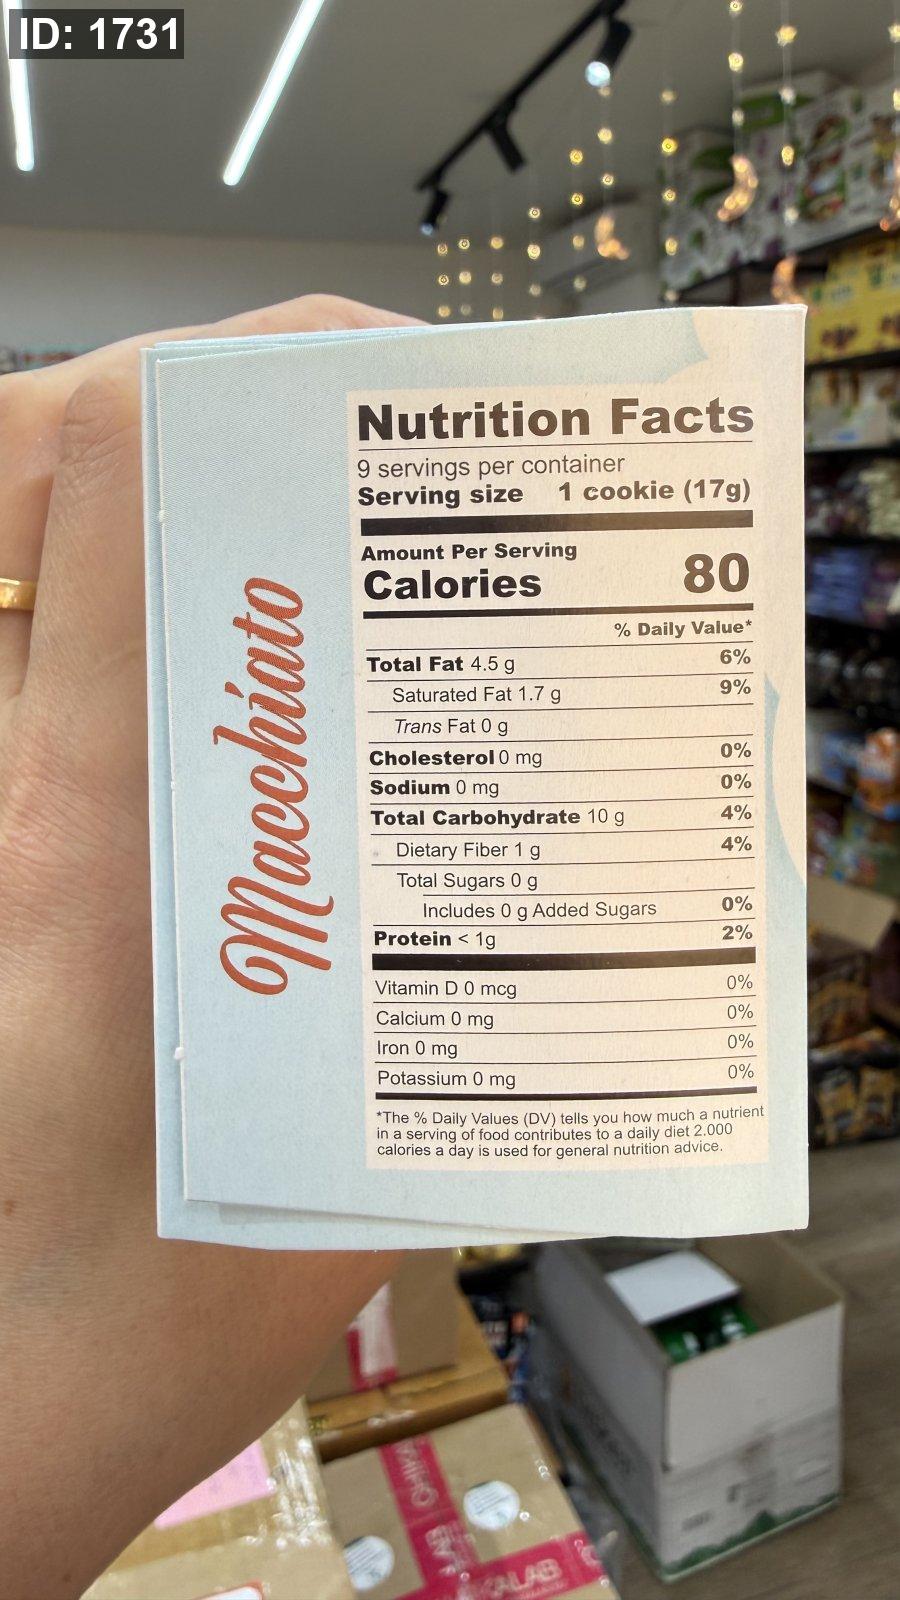 ID: 1731
Macchiato
Nutrition Facts
9 servings per container
Serving size 1 cookie (17g)
Amount Per Serving
Calories 80
% Daily Value*
Total Fat 4.5 g 6%
Saturated Fat 1.7 g 9%
Trans Fat 0 g
Cholesterol 0 mg 0%
Sodium 0 mg 0%
Total Carbohydrate 10 g 4%
Dietary Fiber 1 g 4%
Total Sugars 0 g
Includes 0 g Added Sugars 0%
Protein < 1g 2%
Vitamin D 0 mcg 0%
Calcium 0 mg 0%
Iron 0 mg 0%
Potassium 0 mg 0%
*The % Daily Values (DV) tells you how much a nutrient
in a serving of food contributes to a daily diet 2.000
calories a day is used for general nutrition advice.